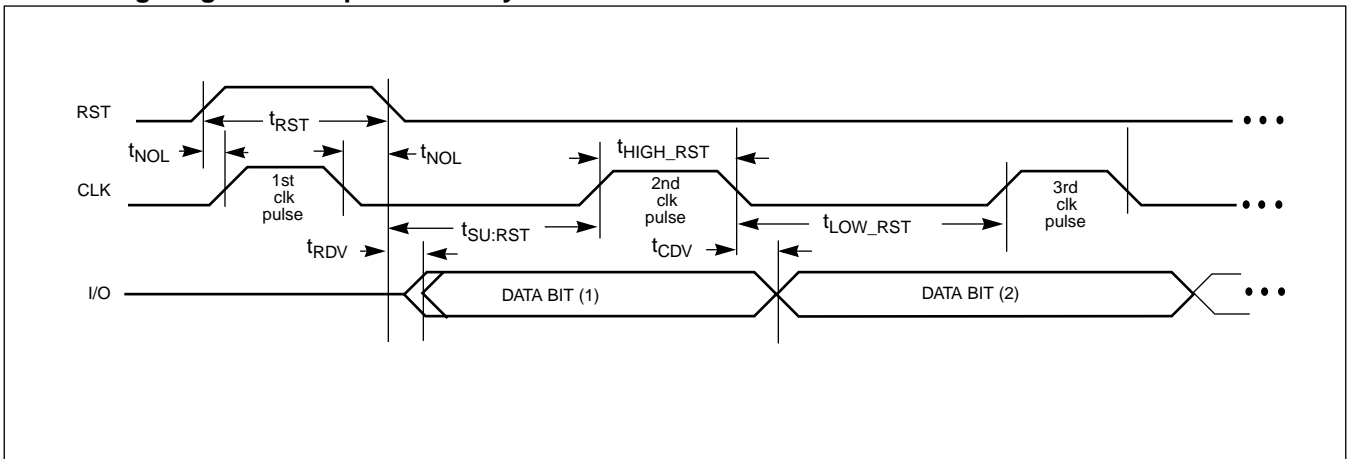 RST
tRST
tNOL
tNOL
tHIGH_RST
CLK
1st
clk
pulse
2nd
clk
pulse
3rd
clk
pulse
tSU:RST
tLOW_RST
tRDV
tCDV
I/O
DATA BIT (1)
DATA BIT (2)